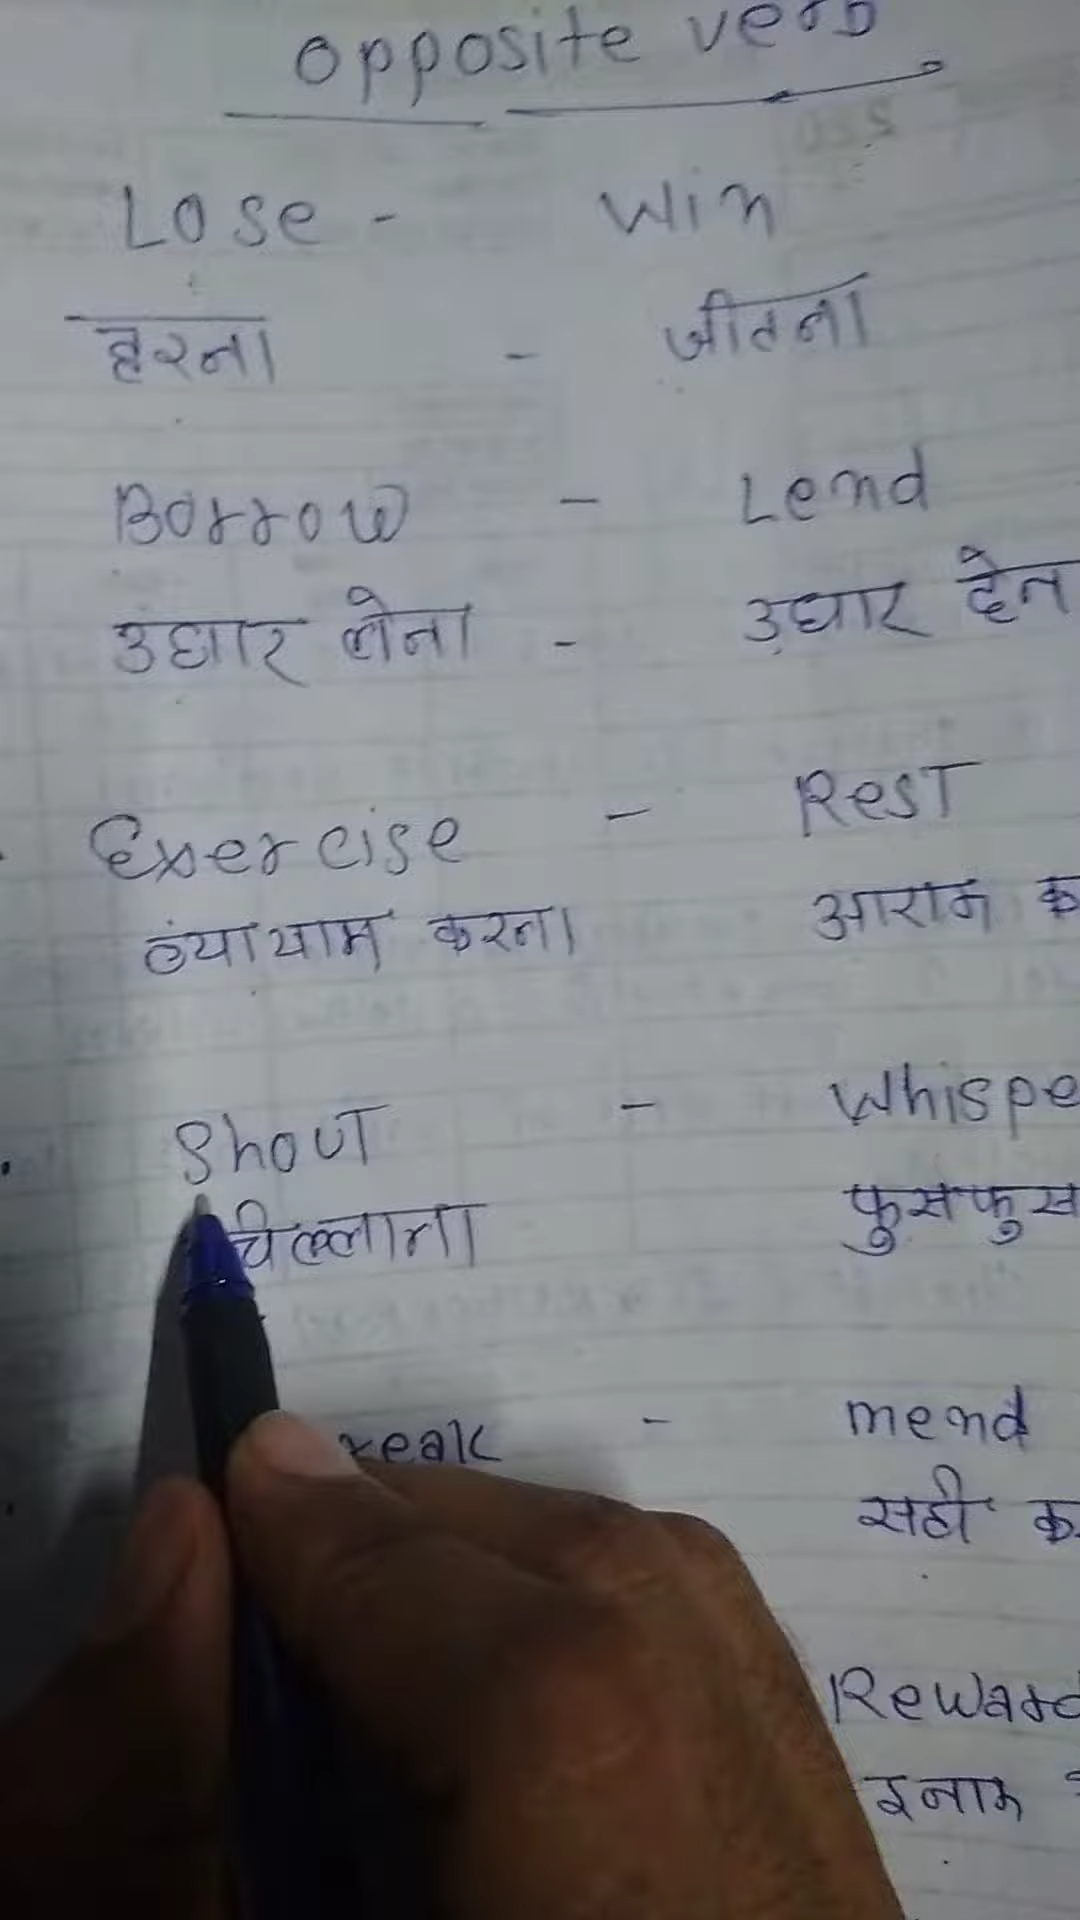 opposite verb
Lose - Win
हरना - जीतना
Borrow - Lend
उधार लेना - उधार देन
Exercise - Rest
व्यायाम करना आराम क
Shout - Whispe
चिल्लाना फुसफुस
reak - mend
सही क
Reward
इनाम